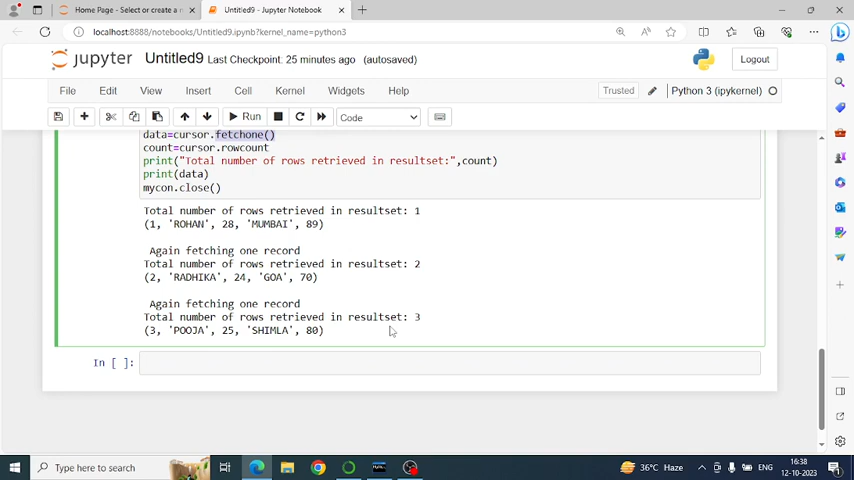 Home Page - Select or create a n
Untitled9 - Jupyter Notebook
localhost:8888/notebooks/Untitled9.ipynb?kernel_name=python3
jupyter Untitled9 Last Checkpoint: 25 minutes ago (autosaved)
Logout
File Edit View Insert Cell Kernel Widgets Help
Trusted
Python 3 (ipykernel)
Run
Code
data=cursor.fetchone()
count=cursor.rowcount
print("Total number of rows retrieved in resultset:",count)
print(data)
mycon.close()
Total number of rows retrieved in resultset: 1
(1, 'ROHAN', 28, 'MUMBAI', 89)
Again fetching one record
Total number of rows retrieved in resultset: 2
(2, 'RADHIKA', 24, 'GOA', 70)
Again fetching one record
Total number of rows retrieved in resultset: 3
(3, 'POOJA', 25, 'SHIMLA', 80)
In [ ]:
Type here to search
36°C Haze
ENG
16:38
12-10-2023